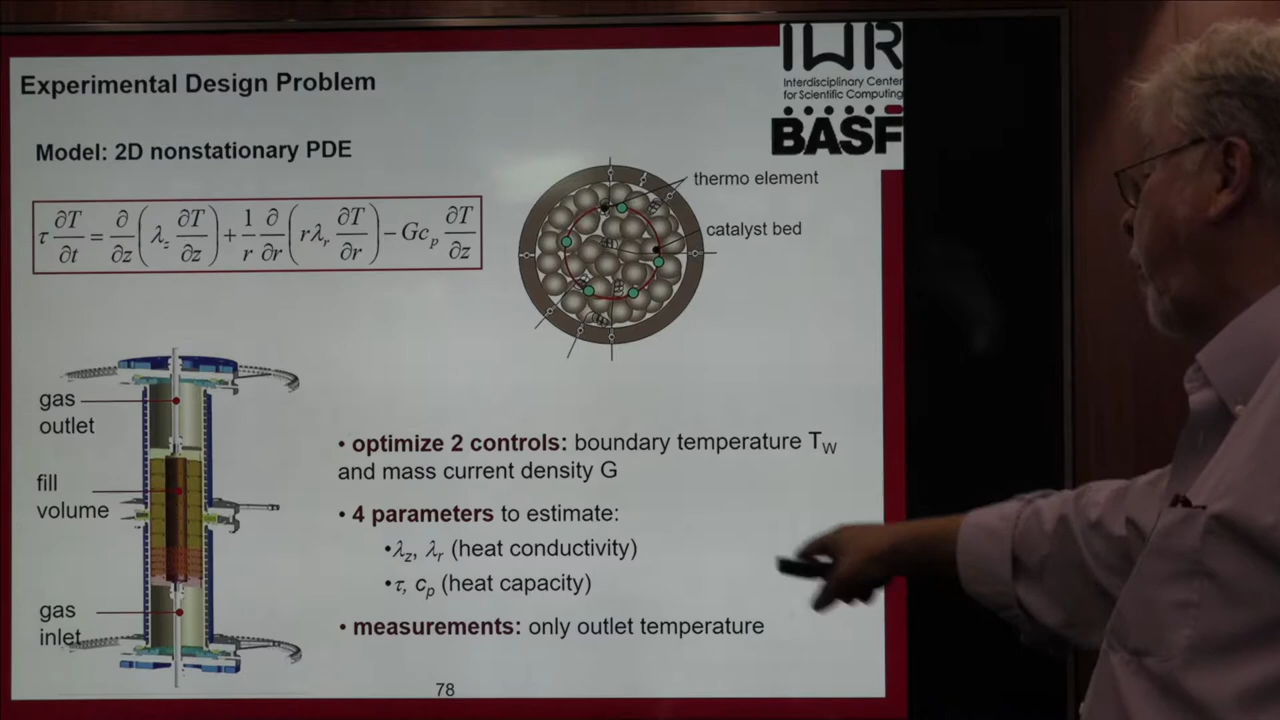 Experimental Design Problem
IWR
Interdisciplinary Center
for Scientific Computing
BASF
Model: 2D nonstationary PDE
τ ∂T/∂t = ∂/∂z (λz ∂T/∂z) + 1/r ∂/∂r (rλr ∂T/∂r) − Gcp ∂T/∂z
thermo element
catalyst bed
gas
outlet
fill
volume
gas
inlet
• optimize 2 controls: boundary temperature TW
and mass current density G
• 4 parameters to estimate:
•λz, λr (heat conductivity)
•τ, cp (heat capacity)
• measurements: only outlet temperature
78